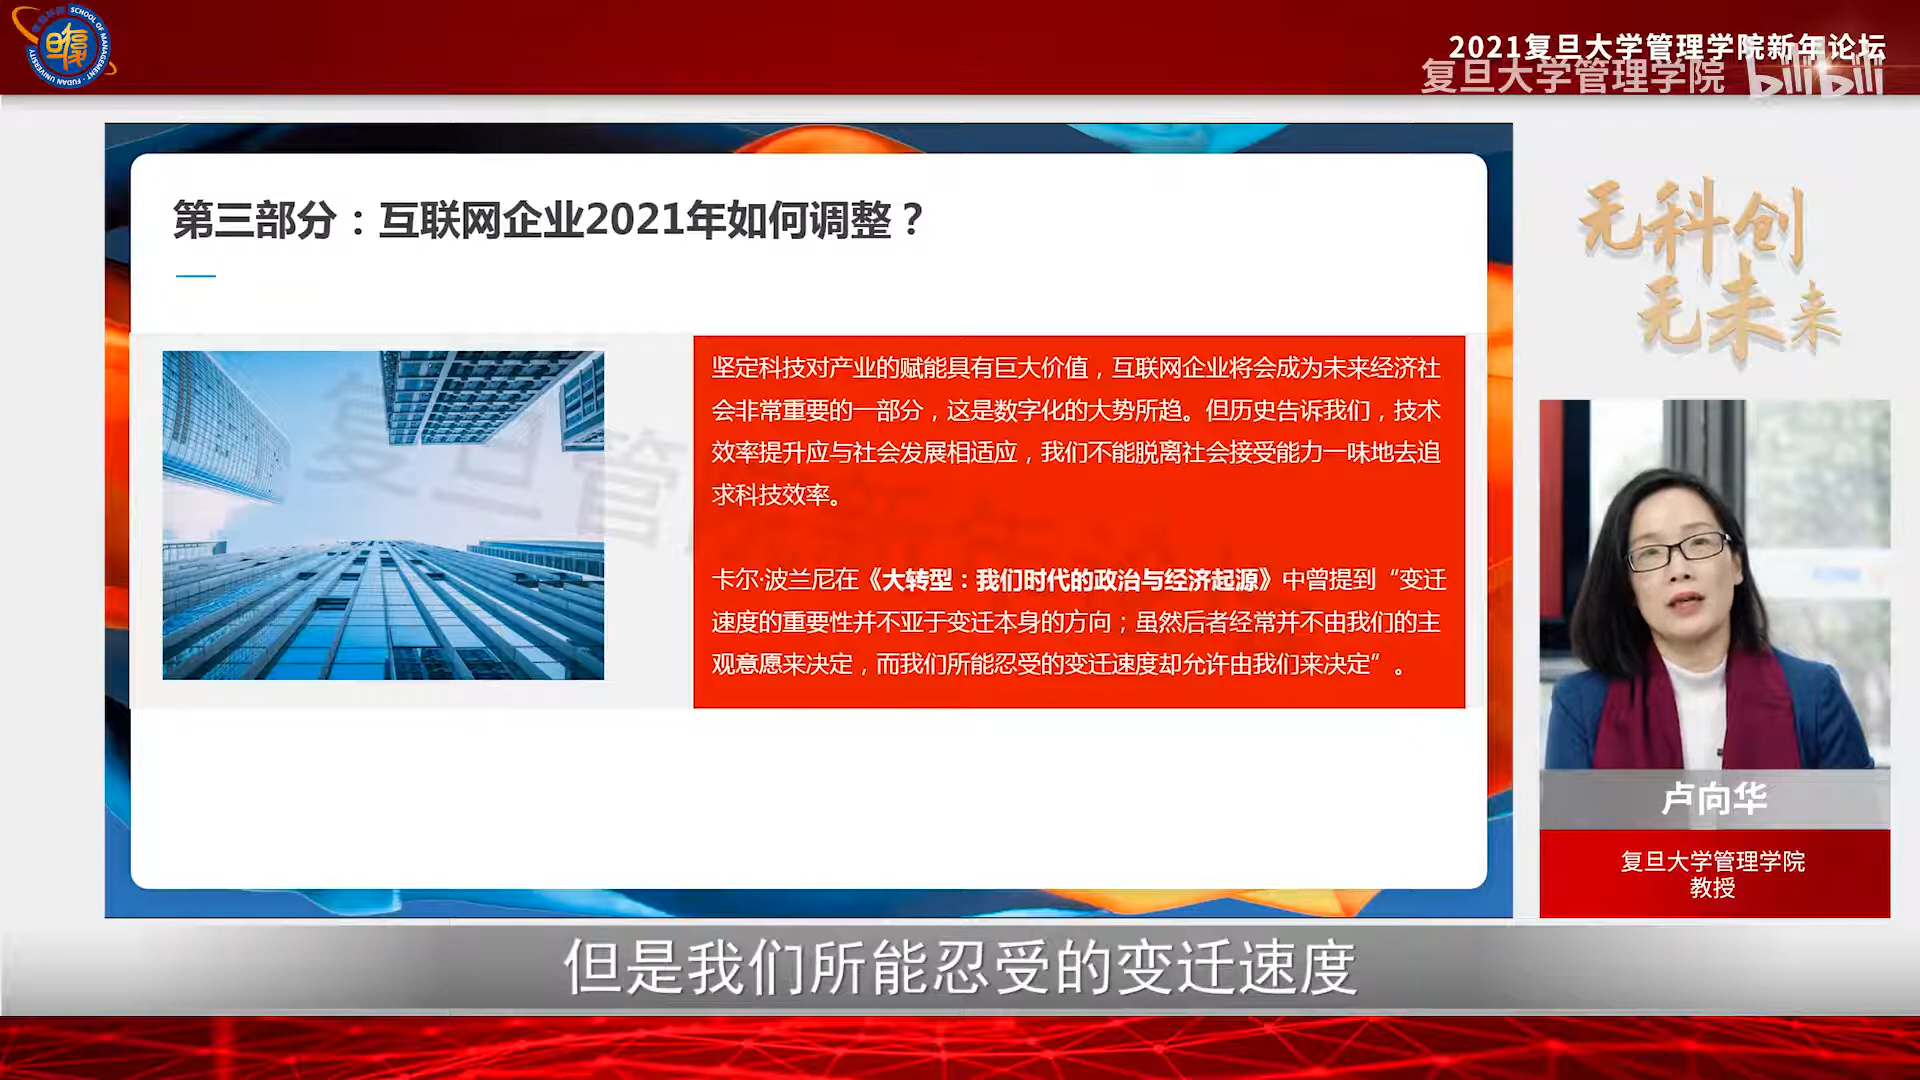 SCHOOL OF MANAGEMENT · FUDAN UNIVERSITY
2021复旦大学管理学院新年论坛
复旦大学管理学院 bilibili
第三部分：互联网企业2021年如何调整？
无科创
无未来
坚定科技对产业的赋能具有巨大价值，互联网企业将会成为未来经济社
会非常重要的一部分，这是数字化的大势所趋。但历史告诉我们，技术
效率提升应与社会发展相适应，我们不能脱离社会接受能力一味地去追
求科技效率。
卡尔·波兰尼在《大转型：我们时代的政治与经济起源》中曾提到“变迁
速度的重要性并不亚于变迁本身的方向；虽然后者经常并不由我们的主
观意愿来决定，而我们所能忍受的变迁速度却允许由我们来决定”。
卢向华
复旦大学管理学院
教授
但是我们所能忍受的变迁速度